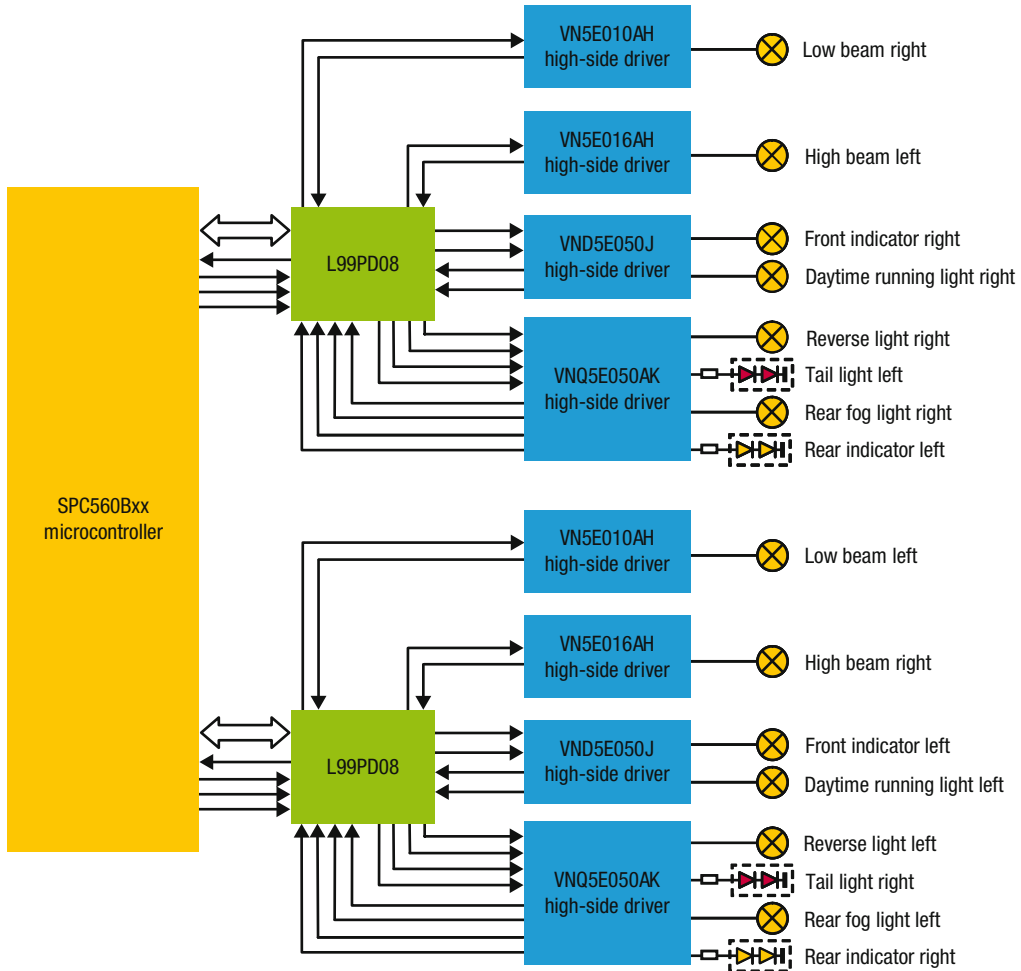 VN5E010AH
high-side driver
Low beam right
VN5E016AH
high-side driver
High beam left
L99PD08
VND5E050J
high-side driver
Front indicator right
Daytime running light right
VNQ5E050AK
high-side driver
Reverse light right
Tail light left
Rear fog light right
Rear indicator left
SPC560Bxx
microcontroller
VN5E010AH
high-side driver
Low beam left
VN5E016AH
high-side driver
High beam right
L99PD08
VND5E050J
high-side driver
Front indicator left
Daytime running light left
VNQ5E050AK
high-side driver
Reverse light left
Tail light right
Rear fog light left
Rear indicator right